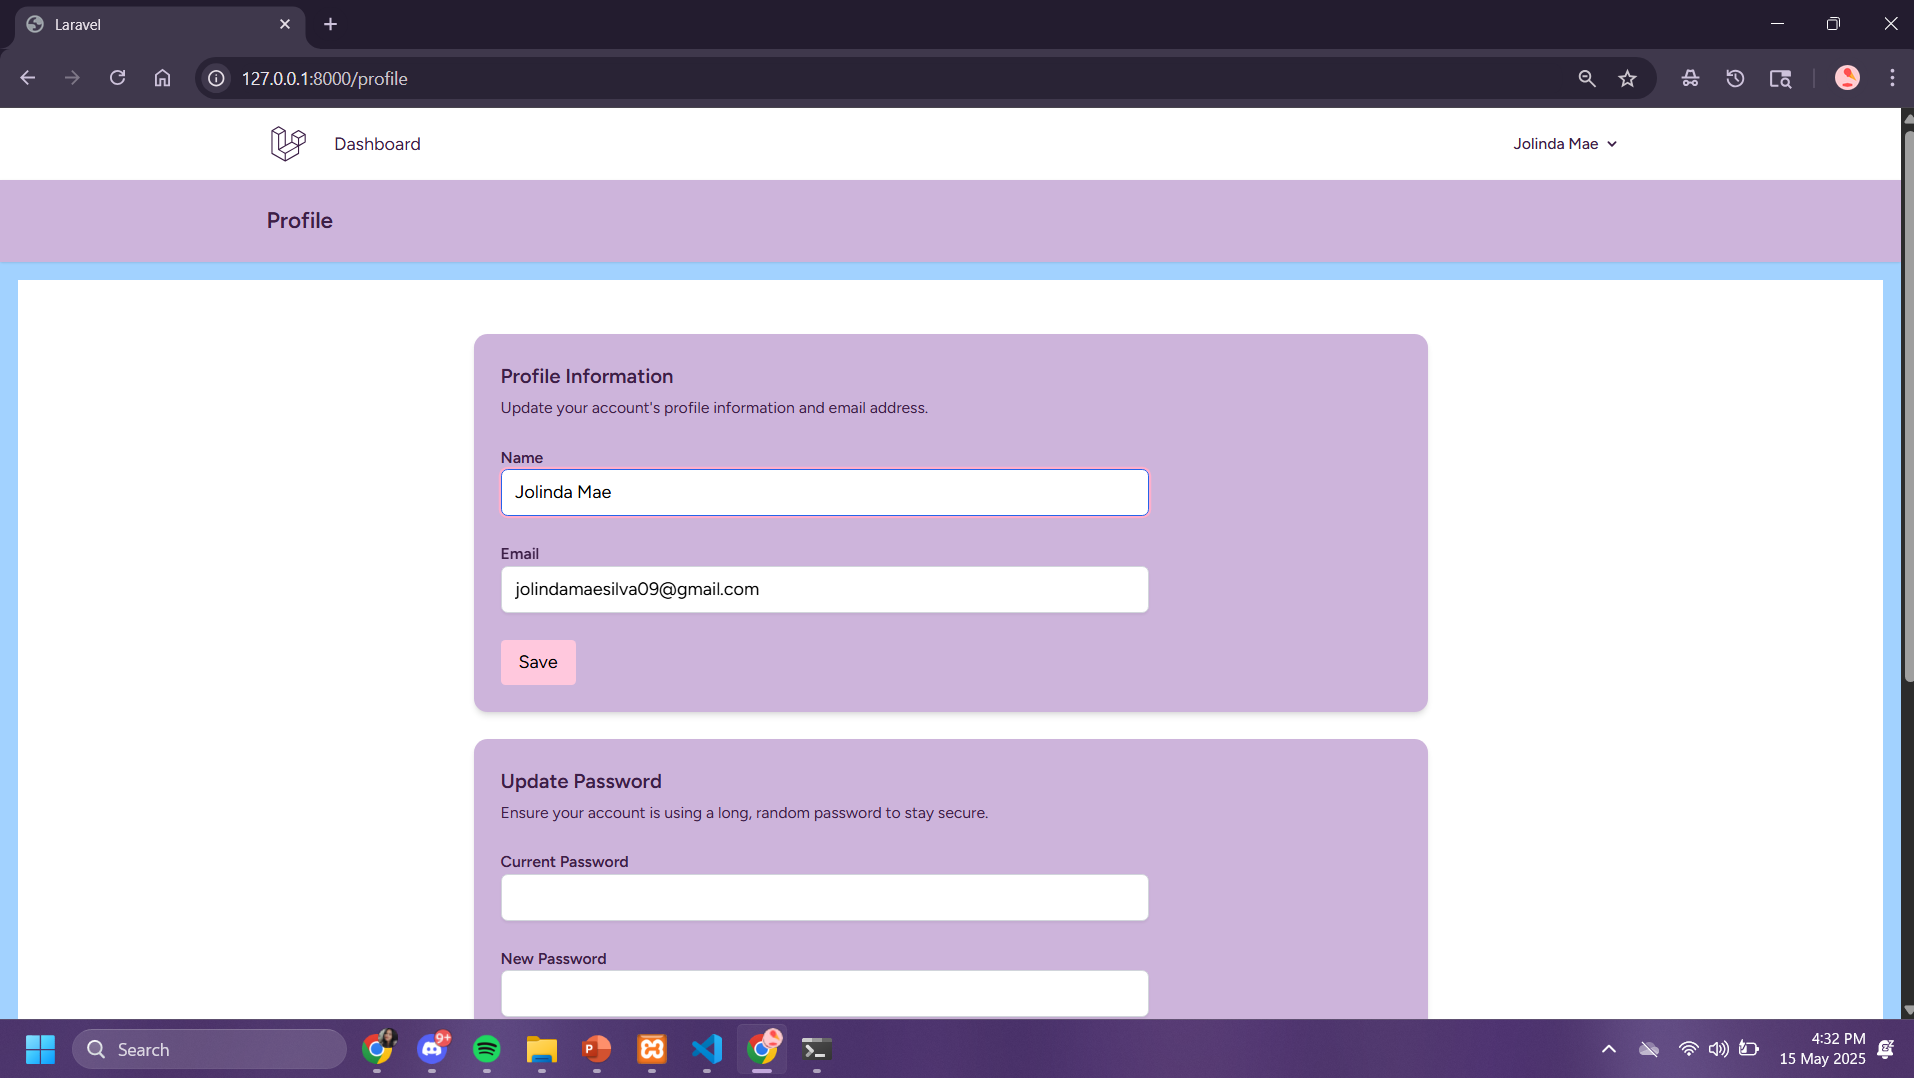 Laravel
127.0.0.1:8000/profile
Dashboard
Jolinda Mae
Profile
Profile Information
Update your account's profile information and email address.
Name
Jolinda Mae
Email
jolindamaesilva09@gmail.com
Save
Update Password
Ensure your account is using a long, random password to stay secure.
Current Password
New Password
Search
9+
P
4:32 PM
15 May 2025